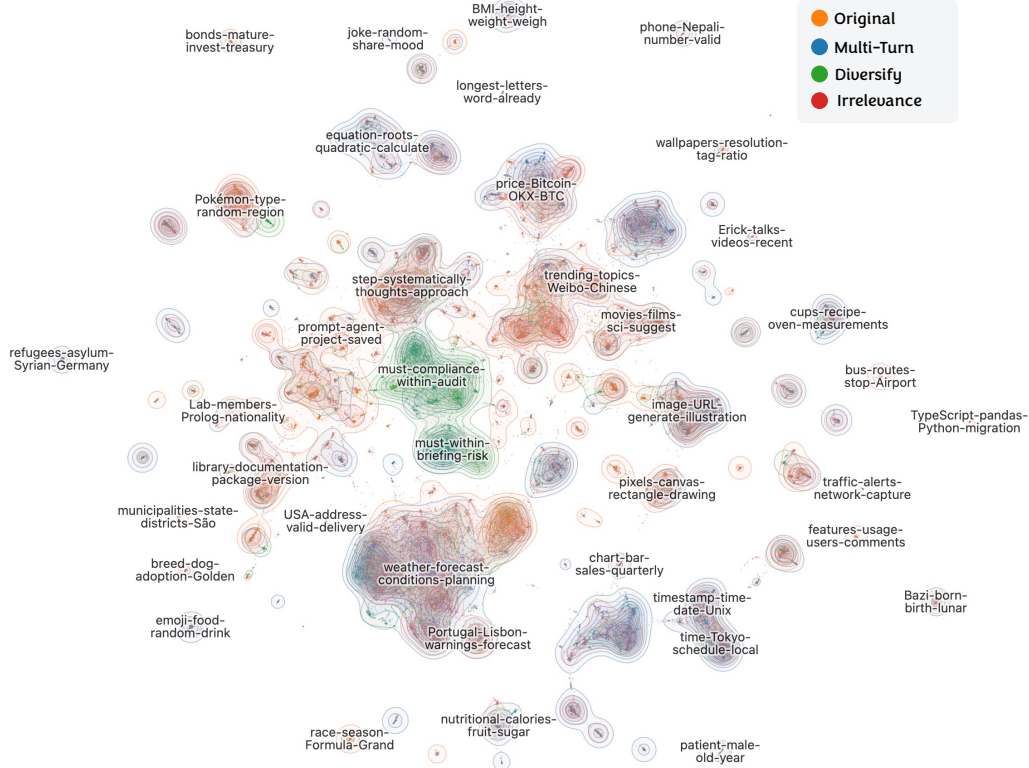 BMI-height-
weight-weigh
bonds-mature-
invest-treasury
joke-random-
share-mood
phone-Nepali-
number-valid
Original
Multi-Turn
Diversify
Irrelevance
longest-letters-
word-already
equation-roots-
quadratic-calculate
wallpapers-resolution-
tag-ratio
price-Bitcoin-
OKX-BTC
Pokémon-type-
random-region
Erick-talks-
videos-recent
step-systematically-
thoughts-approach
trending-topics-
Weibo-Chinese
movies-films-
sci-suggest
cups-recipe-
oven-measurements
prompt-agent-
project-saved
refugees-asylum-
Syrian-Germany
must-compliance-
within-audit
bus-routes-
stop-Airport
Lab-members-
Prolog-nationality
image-URL-
generate-illustration
TypeScript-pandas-
Python-migration
must-within-
briefing-risk
library-documentation-
package-version
pixels-canvas-
rectangle-drawing
traffic-alerts-
network-capture
municipalities-state-
districts-São
USA-address-
valid-delivery
features-usage-
users-comments
breed-dog-
adoption-Golden
weather-forecast-
conditions-planning
chart-bar-
sales-quarterly
timestamp-time-
date-Unix
Bazi-born-
birth-lunar
emoji-food-
random-drink
Portugal-Lisbon-
warnings-forecast
time-Tokyo-
schedule-local
nutritional-calories-
fruit-sugar
race-season-
Formula-Grand
patient-male-
old-year